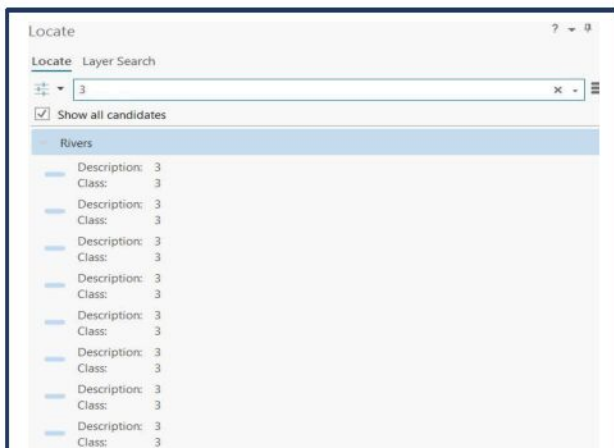 Locate
?
Locate Layer Search
3
Show all candidates
Rivers
Description: 3
Class: 3
Description: 3
Class: 3
Description: 3
Class: 3
Description: 3
Class: 3
Description: 3
Class: 3
Description: 3
Class: 3
Description: 3
Class: 3
Description: 3
Class: 3